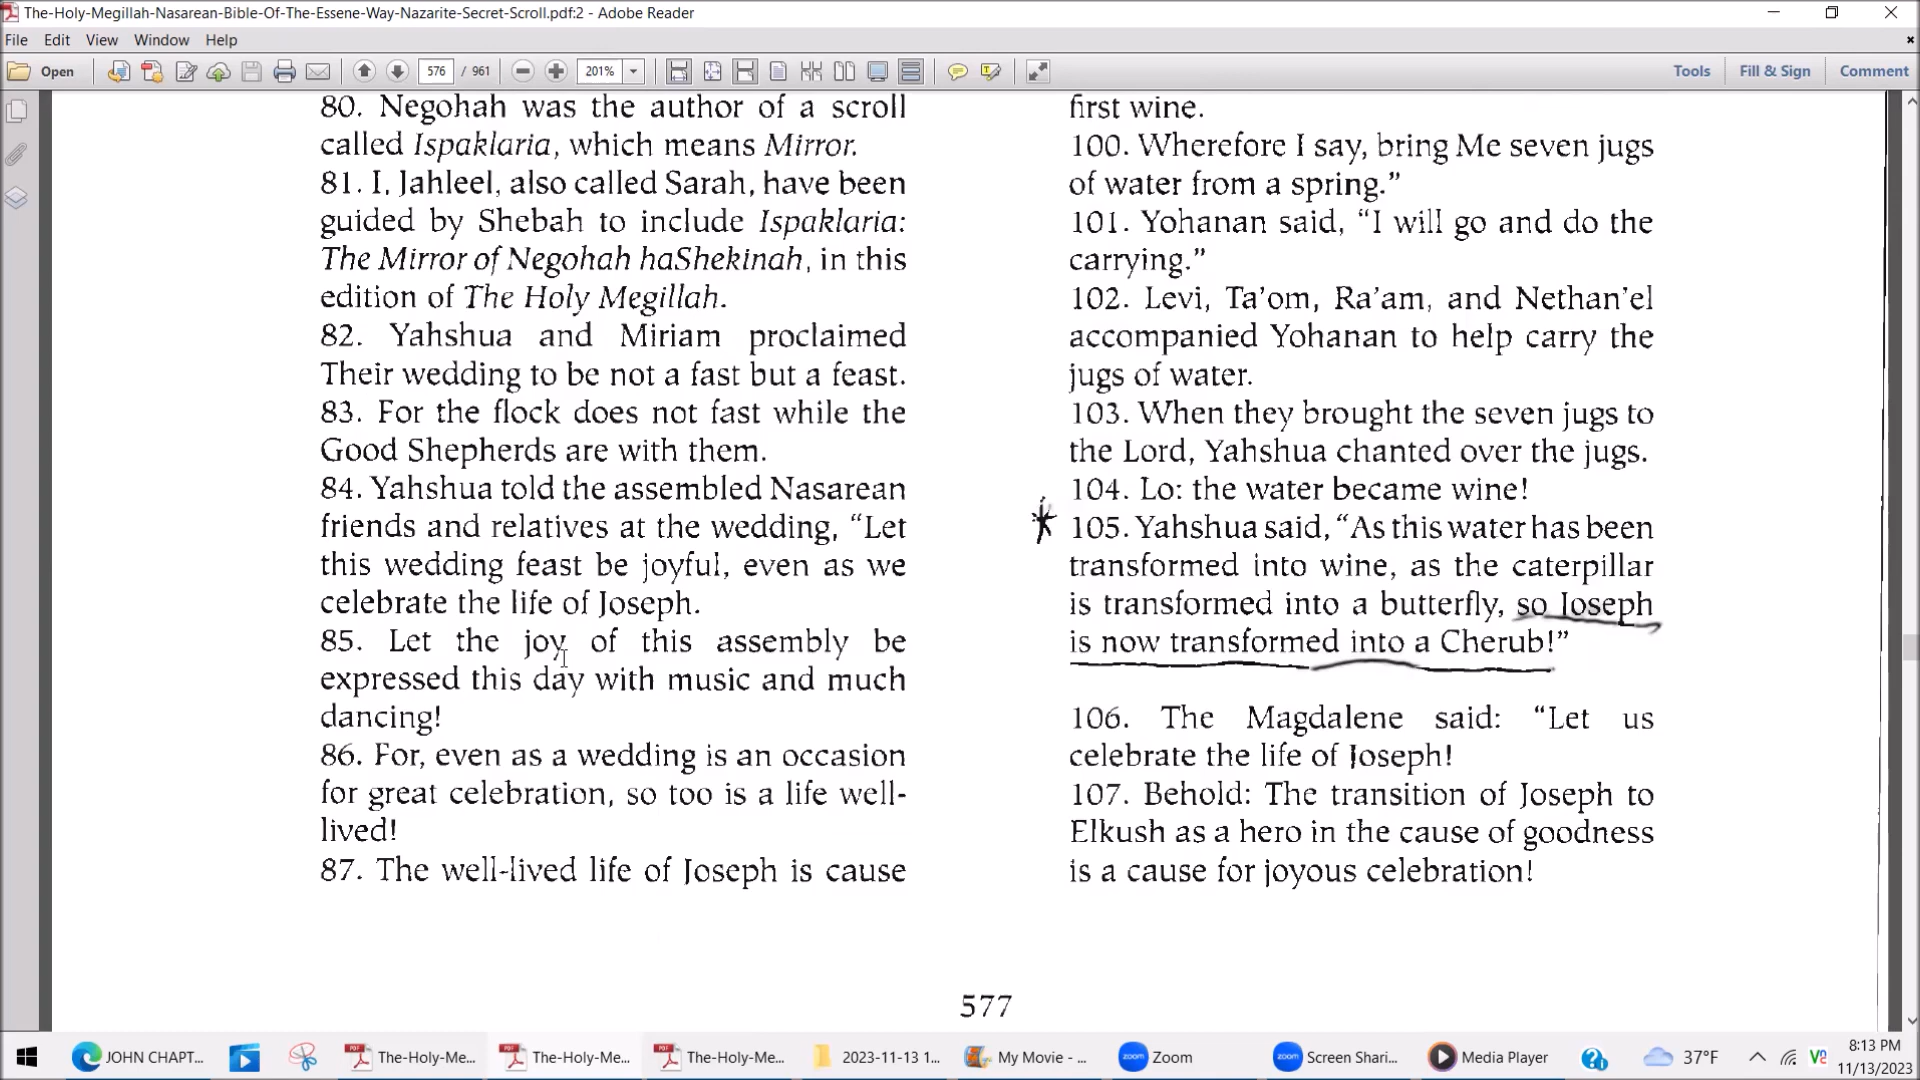 The-Holy-Megillah-Nasarean-Bible-Of-The-Essene-Way-Nazarite-Secret-Scroll.pdf:2 - Adobe Reader
File Edit View Window Help
Open 576 / 961 201% Tools Fill & Sign Comment
80. Negohah was the author of a scroll
called Ispaklaria, which means Mirror.
81. I, Jahleel, also called Sarah, have been
guided by Shebah to include Ispaklaria:
The Mirror of Negohah haShekinah, in this
edition of The Holy Megillah.
82. Yahshua and Miriam proclaimed
Their wedding to be not a fast but a feast.
83. For the flock does not fast while the
Good Shepherds are with them.
84. Yahshua told the assembled Nasarean
friends and relatives at the wedding, “Let
this wedding feast be joyful, even as we
celebrate the life of Joseph.
85. Let the joy of this assembly be
expressed this day with music and much
dancing!
86. For, even as a wedding is an occasion
for great celebration, so too is a life well-
lived!
87. The well-lived life of Joseph is cause
first wine.
100. Wherefore I say, bring Me seven jugs
of water from a spring.”
101. Yohanan said, “I will go and do the
carrying.”
102. Levi, Ta’om, Ra’am, and Nethan’el
accompanied Yohanan to help carry the
jugs of water.
103. When they brought the seven jugs to
the Lord, Yahshua chanted over the jugs.
104. Lo: the water became wine!
105. Yahshua said, “As this water has been
transformed into wine, as the caterpillar
is transformed into a butterfly, so Joseph
is now transformed into a Cherub!”
106. The Magdalene said: “Let us
celebrate the life of Joseph!
107. Behold: The transition of Joseph to
Elkush as a hero in the cause of goodness
is a cause for joyous celebration!
577
JOHN CHAPT... The-Holy-Me... The-Holy-Me... The-Holy-Me... 2023-11-13 1... My Movie - ... Zoom Screen Shari... Media Player 37°F 8:13 PM
11/13/2023